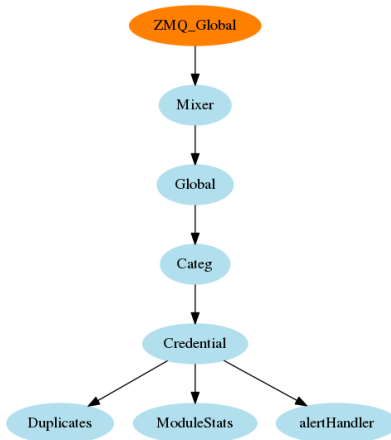 ZMQ_Global
Mixer
Global
Categ
Credential
Duplicates
ModuleStats
alertHandler